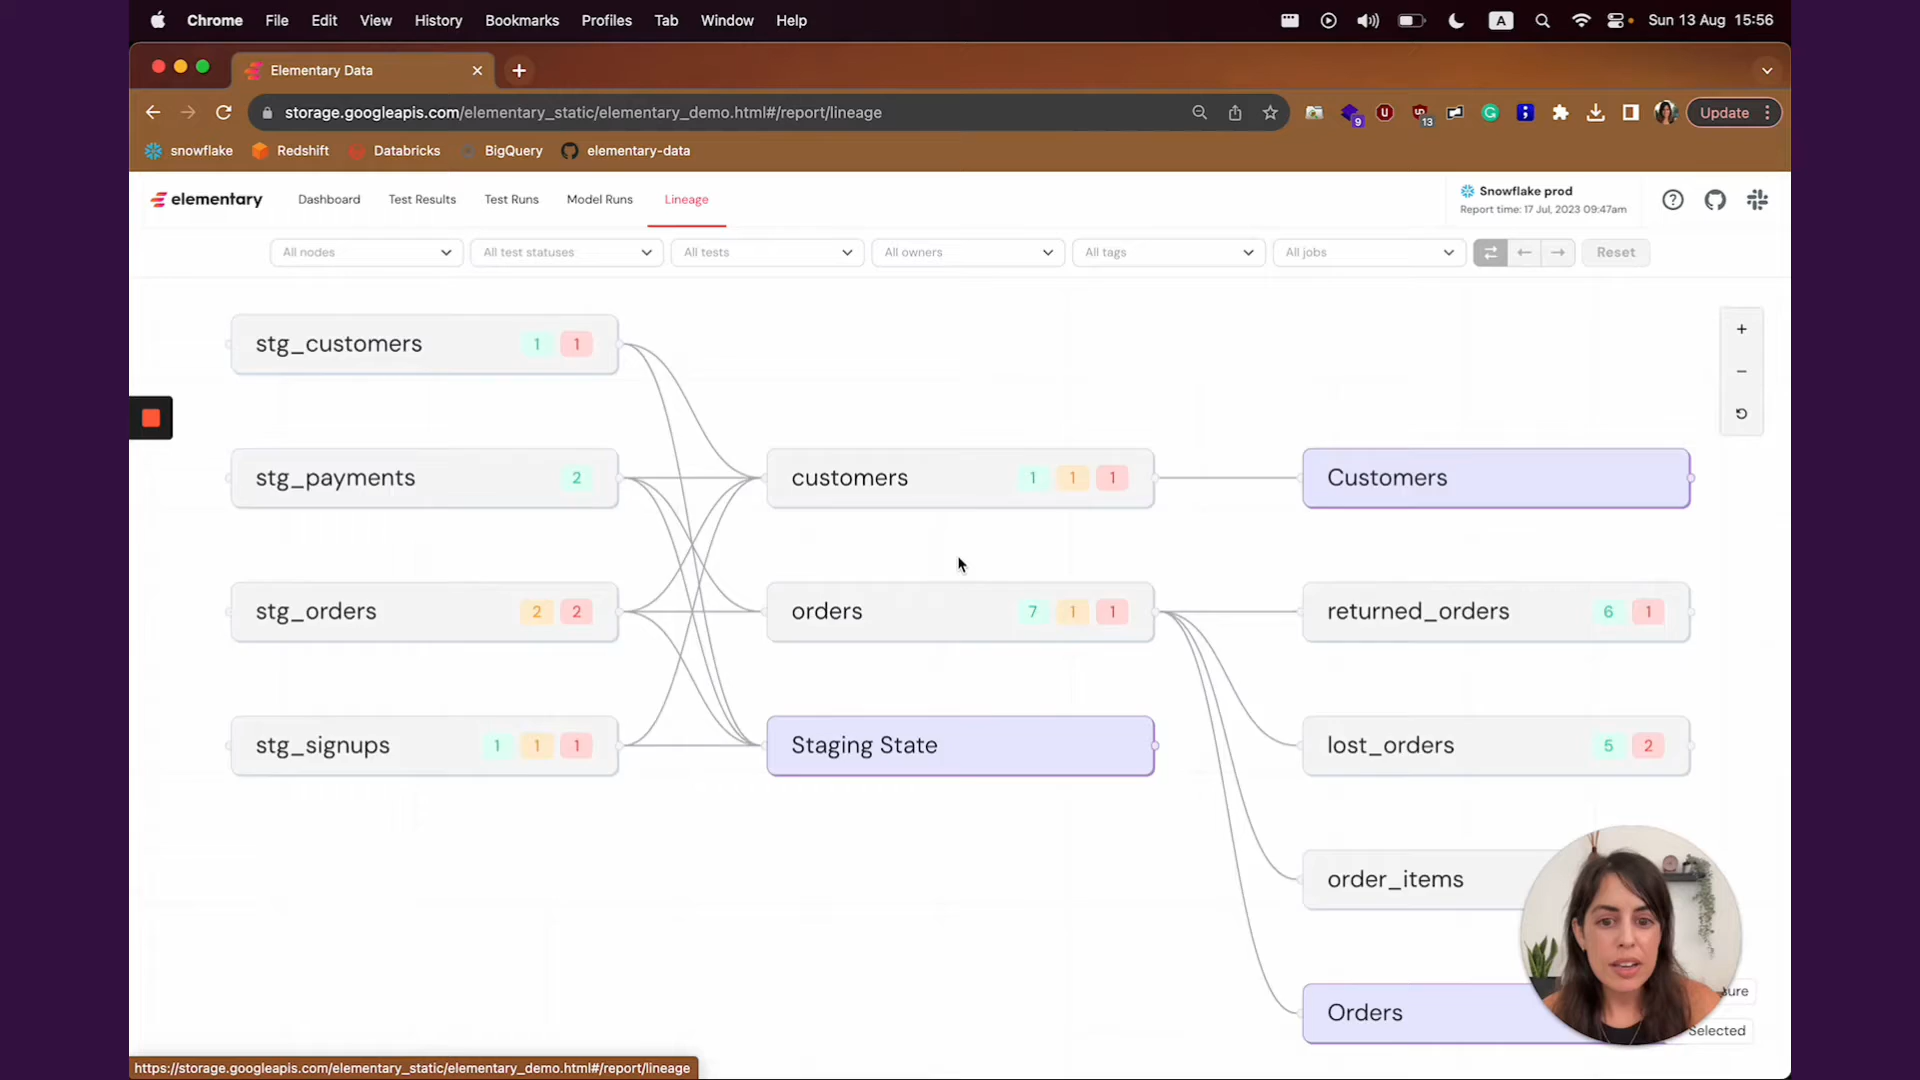 Chrome File Edit View History Bookmarks Profiles Tab Window Help A Sun 13 Aug 15:56
Elementary Data
storage.googleapis.com/elementary_static/elementary_demo.html#/report/lineage 9 13 Update
snowflake Redshift Databricks BigQuery elementary-data
elementary Dashboard Test Results Test Runs Model Runs Lineage
Snowflake prod
Report time: 17 Jul, 2023 09:47am
All nodes All test statuses All tests All owners All tags All jobs Reset
stg_customers 1 1
stg_payments 2 customers 1 1 1 Customers
stg_orders 2 2 orders 7 1 1 returned_orders 6 1
stg_signups 1 1 1 Staging State lost_orders 5 2
order_items
sure
Orders
Selected
https://storage.googleapis.com/elementary_static/elementary_demo.html#/report/lineage